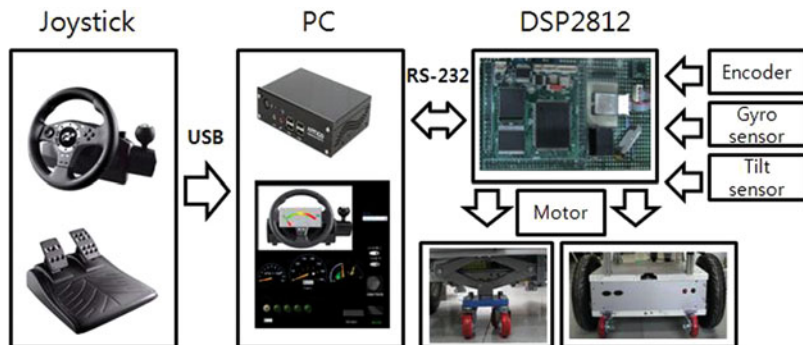 Joystick
PC
DSP2812
USB
RS-232
Encoder
Gyro
sensor
Tilt
sensor
Motor